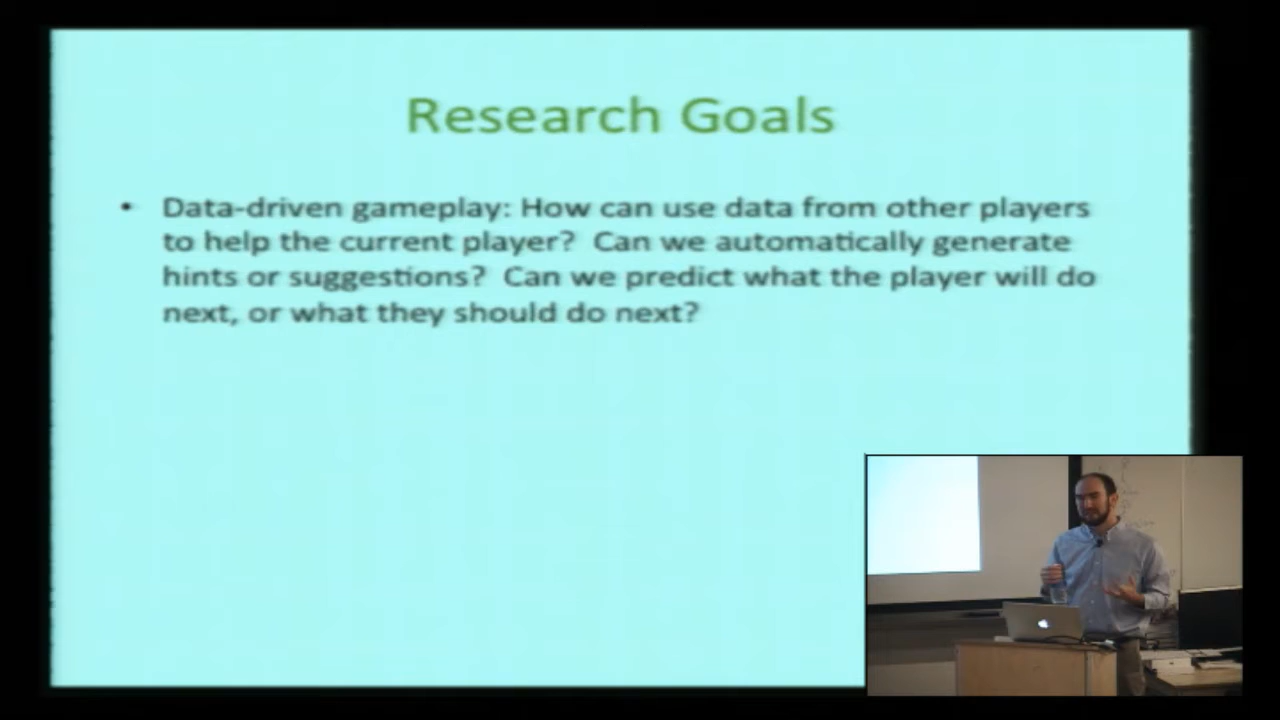 Research Goals
• Data-driven gameplay: How can use data from other players
to help the current player?  Can we automatically generate
hints or suggestions?  Can we predict what the player will do
next, or what they should do next?